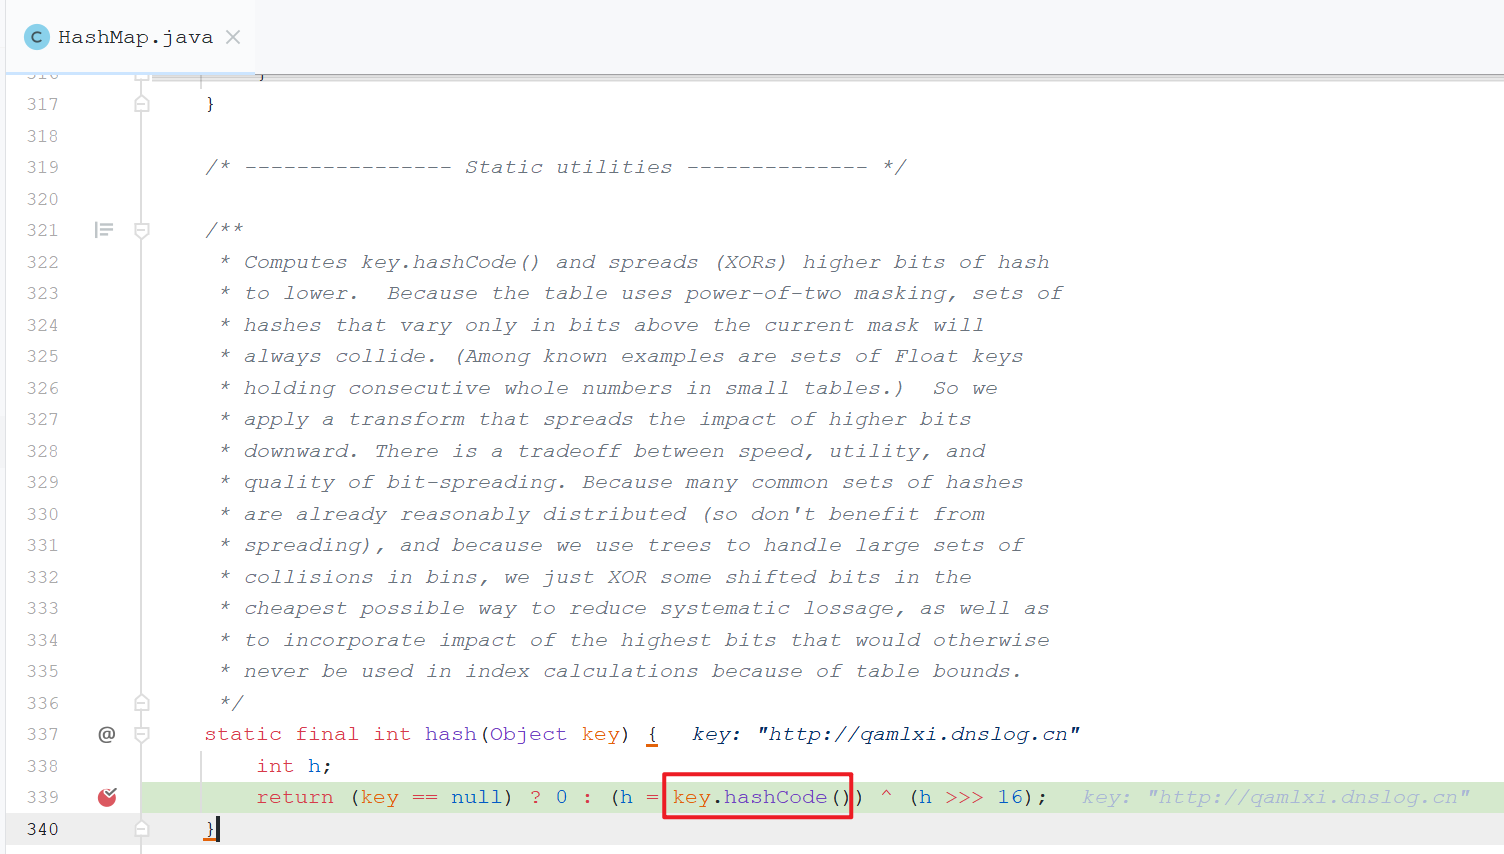 C HashMap.java
316 }
317 }
318
319 /* ---------------- Static utilities -------------- */
320
321 /**
322 * Computes key.hashCode() and spreads (XORs) higher bits of hash
323 * to lower.  Because the table uses power-of-two masking, sets of
324 * hashes that vary only in bits above the current mask will
325 * always collide. (Among known examples are sets of Float keys
326 * holding consecutive whole numbers in small tables.)  So we
327 * apply a transform that spreads the impact of higher bits
328 * downward. There is a tradeoff between speed, utility, and
329 * quality of bit-spreading. Because many common sets of hashes
330 * are already reasonably distributed (so don't benefit from
331 * spreading), and because we use trees to handle large sets of
332 * collisions in bins, we just XOR some shifted bits in the
333 * cheapest possible way to reduce systematic lossage, as well as
334 * to incorporate impact of the highest bits that would otherwise
335 * never be used in index calculations because of table bounds.
336 */
337 @ static final int hash(Object key) { key: "http://qamlxi.dnslog.cn"
338 int h;
339 return (key == null) ? 0 : (h = key.hashCode()) ^ (h >>> 16); key: "http://qamlxi.dnslog.cn"
340 }